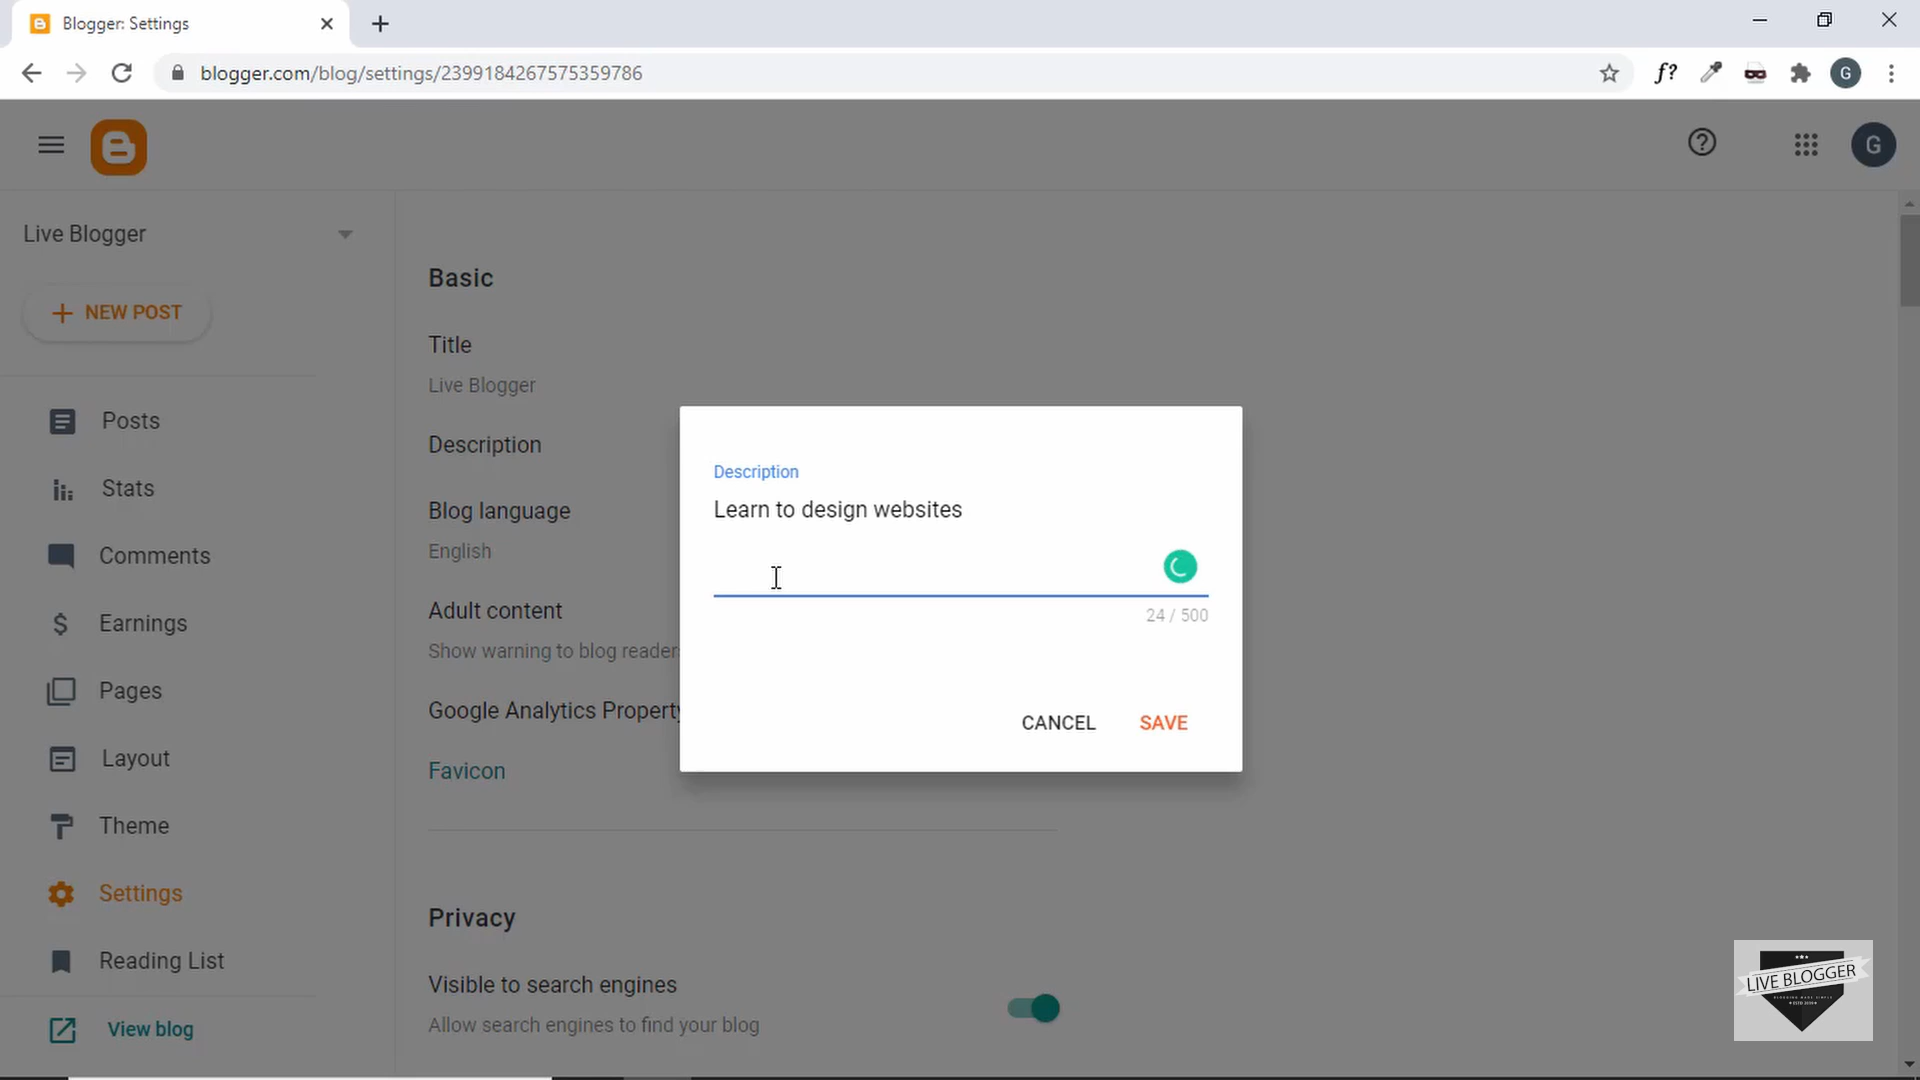 Blogger: Settings
blogger.com/blog/settings/2399184267575359786
f?
G
G
Live Blogger
NEW POST
Posts
Stats
Comments
Earnings
Pages
Layout
Theme
Settings
Reading List
View blog
Basic
Title
Live Blogger
Description
Blog language
English
Adult content
Show warning to blog readers
Google Analytics Property
Favicon
Description
Learn to design websites
24 / 500
CANCEL
SAVE
Privacy
Visible to search engines
Allow search engines to find your blog
LIVE BLOGGER